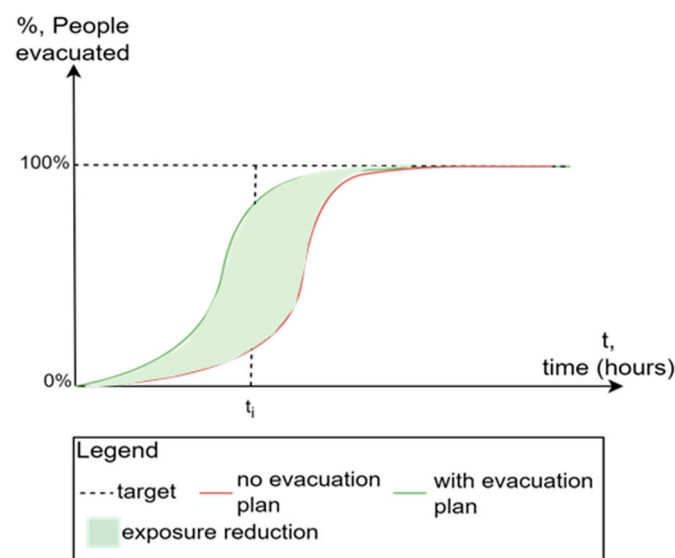 %, People
evacuated
100%
0%
t,
time (hours)
tᵢ
Legend
target
no evacuation
plan
with evacuation
plan
exposure reduction